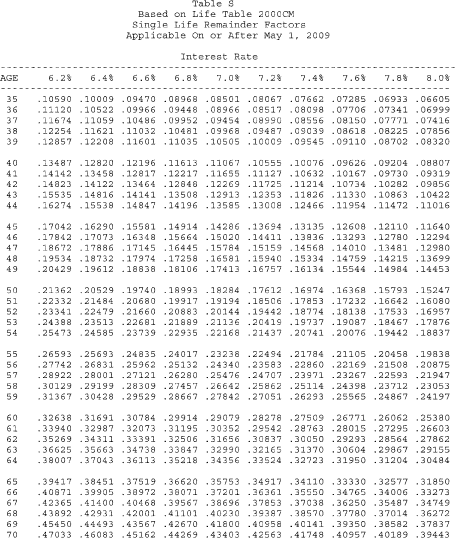 Table S
Based on Life Table 2000CM
Single Life Remainder Factors
Applicable On or After May 1, 2009
Interest Rate
AGE 6.2% 6.4% 6.6% 6.8% 7.0% 7.2% 7.4% 7.6% 7.8% 8.0%
35 .10590 .10009 .09470 .08968 .08501 .08067 .07662 .07285 .06933 .06605
36 .11120 .10522 .09966 .09448 .08966 .08517 .08098 .07706 .07341 .06999
37 .11674 .11059 .10486 .09952 .09454 .08990 .08556 .08150 .07771 .07416
38 .12254 .11621 .11032 .10481 .09968 .09487 .09039 .08618 .08225 .07856
39 .12857 .12208 .11601 .11035 .10505 .10009 .09545 .09110 .08702 .08320
40 .13487 .12820 .12196 .11613 .11067 .10555 .10076 .09626 .09204 .08807
41 .14142 .13458 .12817 .12217 .11655 .11127 .10632 .10167 .09730 .09319
42 .14823 .14122 .13464 .12848 .12269 .11725 .11214 .10734 .10282 .09856
43 .15535 .14816 .14141 .13508 .12913 .12353 .11826 .11330 .10863 .10422
44 .16274 .15538 .14847 .14196 .13585 .13008 .12466 .11954 .11472 .11016
45 .17042 .16290 .15581 .14914 .14286 .13694 .13135 .12608 .12110 .11640
46 .17842 .17073 .16348 .15664 .15020 .14411 .13836 .13293 .12780 .12294
47 .18672 .17886 .17145 .16445 .15784 .15159 .14568 .14010 .13481 .12980
48 .19534 .18732 .17974 .17258 .16581 .15940 .15334 .14759 .14215 .13699
49 .20429 .19612 .18838 .18106 .17413 .16757 .16134 .15544 .14984 .14453
50 .21362 .20529 .19740 .18993 .18284 .17612 .16974 .16368 .15793 .15247
51 .22332 .21484 .20680 .19917 .19194 .18506 .17853 .17232 .16642 .16080
52 .23341 .22479 .21660 .20883 .20144 .19442 .18774 .18138 .17533 .16957
53 .24388 .23513 .22681 .21889 .21136 .20419 .19737 .19087 .18467 .17876
54 .25473 .24585 .23739 .22935 .22168 .21437 .20741 .20076 .19442 .18837
55 .26593 .25693 .24835 .24017 .23238 .22494 .21784 .21105 .20458 .19838
56 .27742 .26831 .25962 .25132 .24340 .23583 .22860 .22169 .21508 .20875
57 .28922 .28001 .27121 .26280 .25476 .24707 .23971 .23267 .22593 .21947
58 .30129 .29199 .28309 .27457 .26642 .25862 .25114 .24398 .23712 .23053
59 .31367 .30428 .29529 .28667 .27842 .27051 .26293 .25565 .24867 .24197
60 .32638 .31691 .30784 .29914 .29079 .28278 .27509 .26771 .26062 .25380
61 .33940 .32987 .32073 .31195 .30352 .29542 .28763 .28015 .27295 .26603
62 .35269 .34311 .33391 .32506 .31656 .30837 .30050 .29293 .28564 .27862
63 .36625 .35663 .34738 .33847 .32990 .32165 .31370 .30604 .29867 .29155
64 .38007 .37043 .36113 .35218 .34356 .33524 .32723 .31950 .31204 .30484
65 .39417 .38451 .37519 .36620 .35753 .34917 .34110 .33330 .32577 .31850
66 .40871 .39905 .38972 .38071 .37201 .36361 .35550 .34765 .34006 .33273
67 .42365 .41400 .40468 .39567 .38696 .37853 .37038 .36250 .35487 .34749
68 .43892 .42931 .42001 .41101 .40230 .39387 .38570 .37780 .37014 .36272
69 .45450 .44493 .43567 .42670 .41800 .40958 .40141 .39350 .38582 .37837
70 .47033 .46083 .45162 .44269 .43403 .42563 .41748 .40957 .40189 .39443